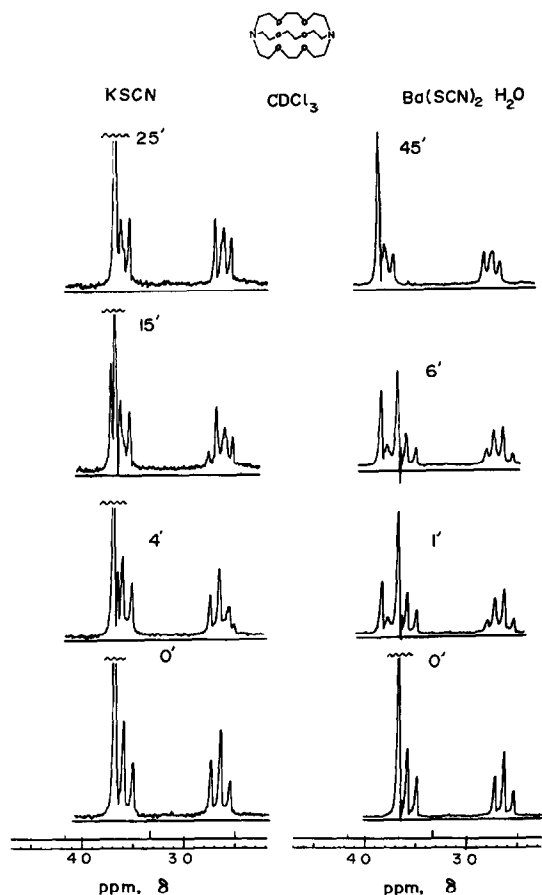 N N
KSCN CDCl3 Ba(SCN)2 H2O
25'
45'
15'
6'
4'
1'
0'
0'
4.0 3.0
4.0 3.0
ppm, δ
ppm, δ